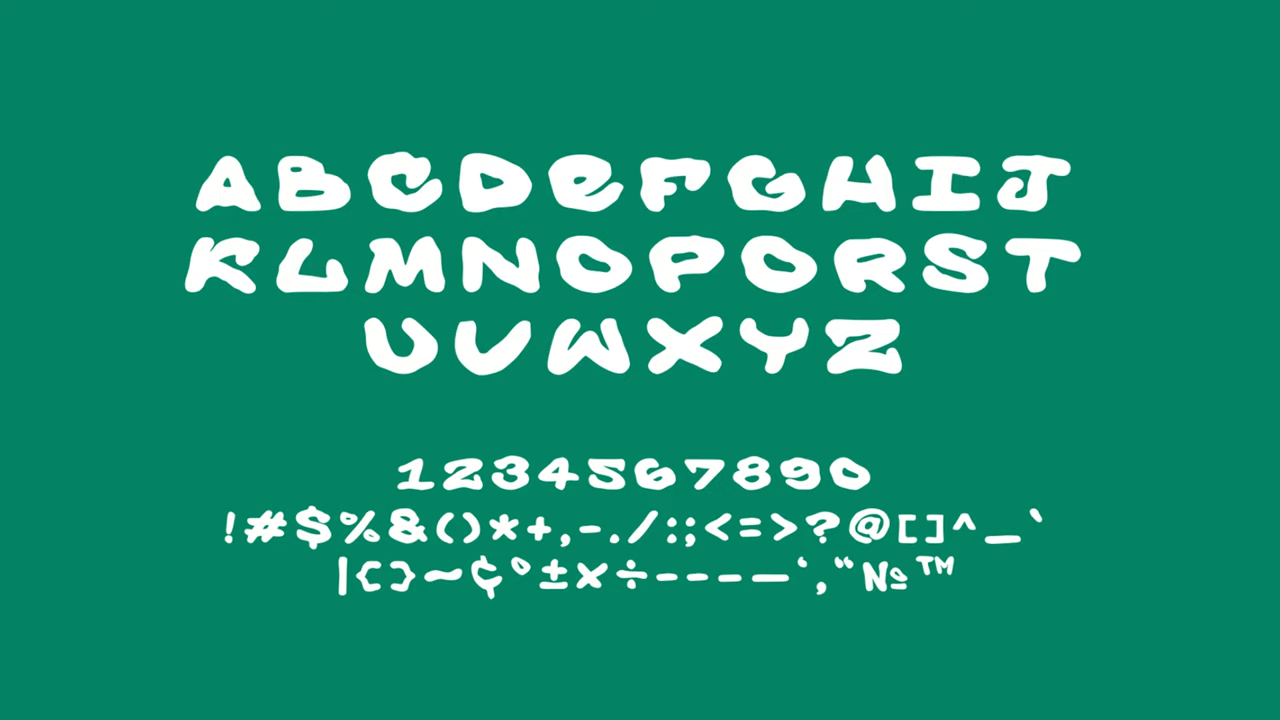 ABCDEFGHIJ
KLMNOPQRST
UVWXYZ
1234567890
!#$%&()*+,-./:;<=>?@[]^_`
|{}~¢°±×÷----—‘,“№™